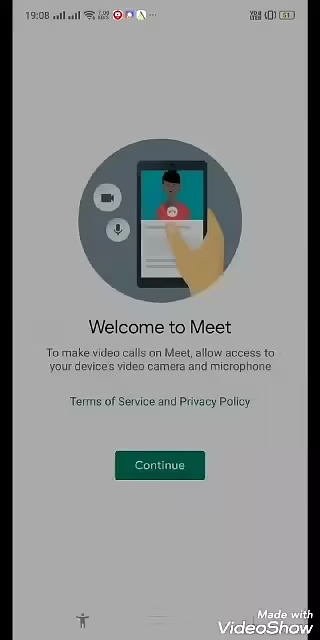 19:08
51
Welcome to Meet
To make video calls on Meet, allow access to
your device's video camera and microphone
Terms of Service and Privacy Policy
Continue
Made with
VideoShow